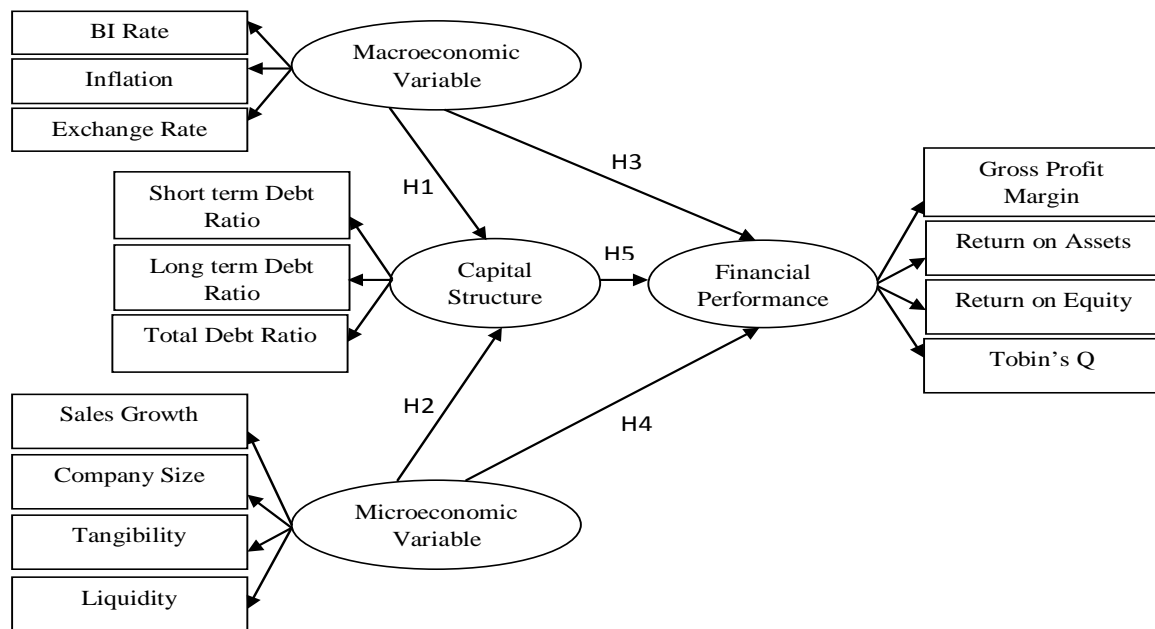 BI Rate
Inflation
Exchange Rate
Macroeconomic
Variable
H3
H1
Short term Debt
Ratio
Long term Debt
Ratio
Total Debt Ratio
Capital
Structure
H5
Financial
Performance
Gross Profit
Margin
Return on Assets
Return on Equity
Tobin’s Q
H2
H4
Sales Growth
Company Size
Tangibility
Liquidity
Microeconomic
Variable